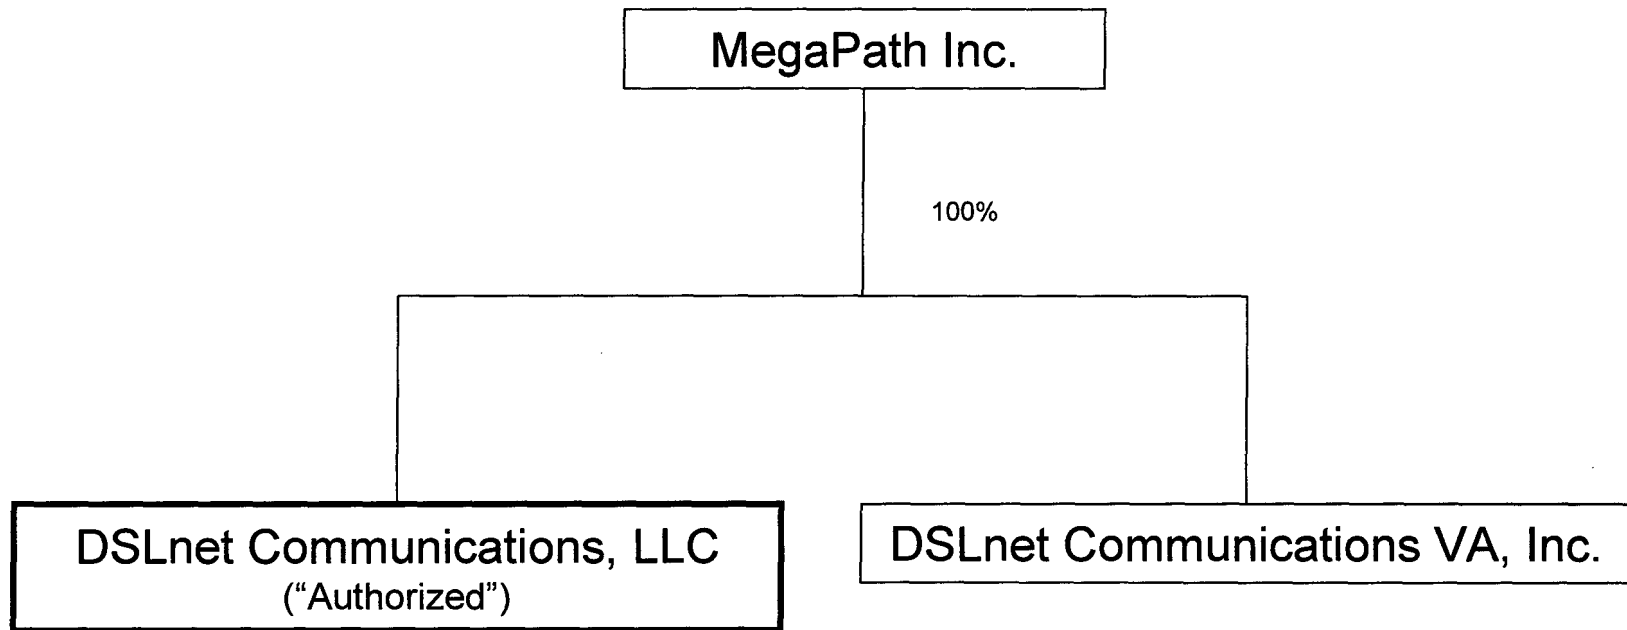 MegaPath Inc.
100%
DSLnet Communications, LLC
(“Authorized”)
DSLnet Communications VA, Inc.